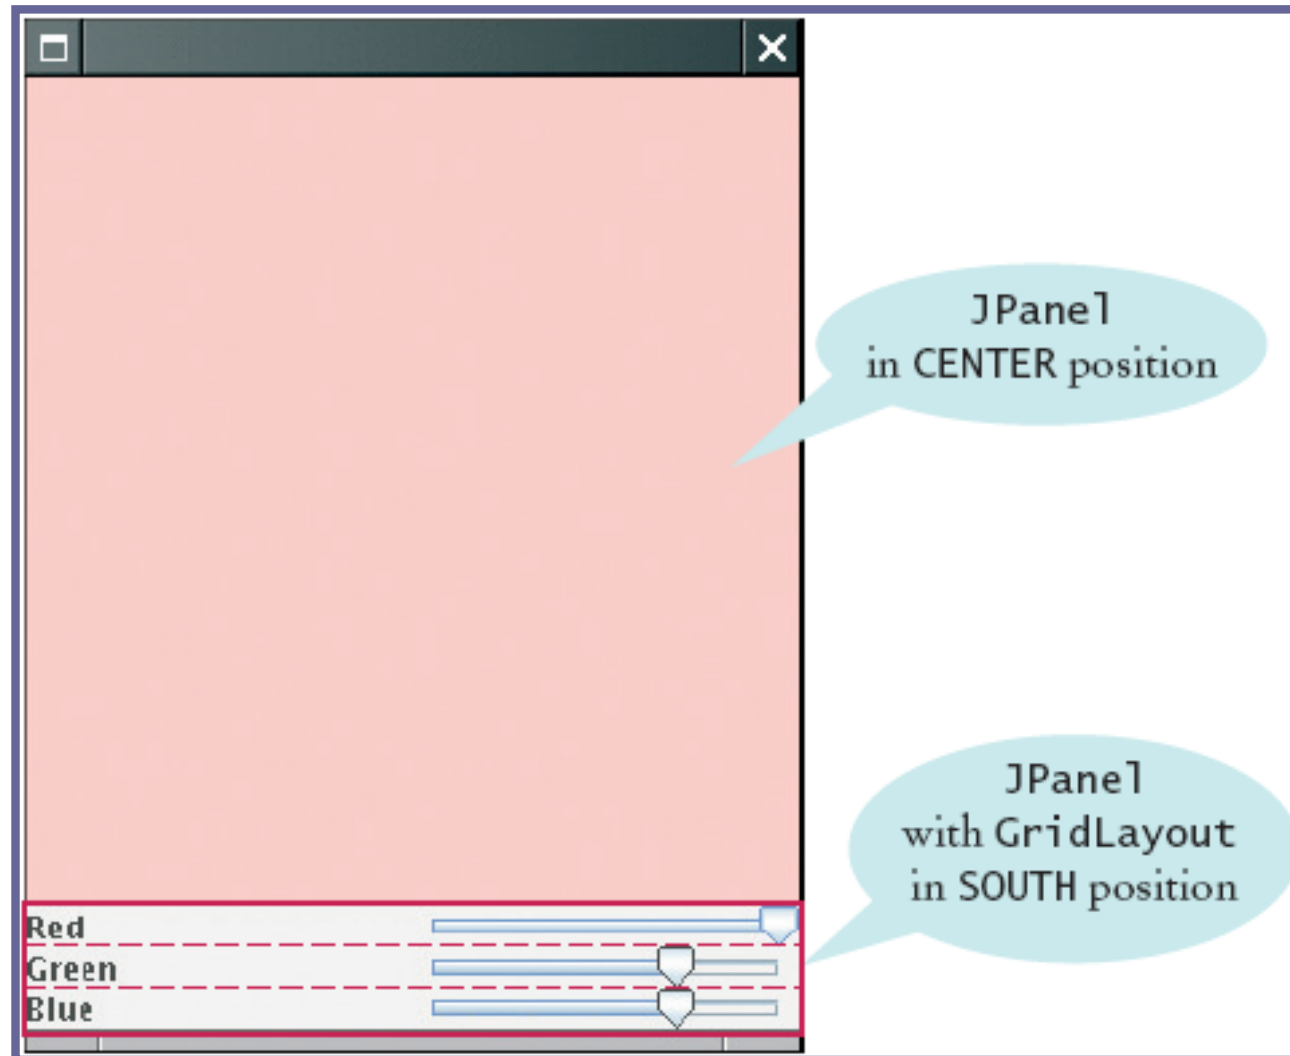 JPanel
in CENTER position
JPanel
with GridLayout
in SOUTH position
Red
Green
Blue